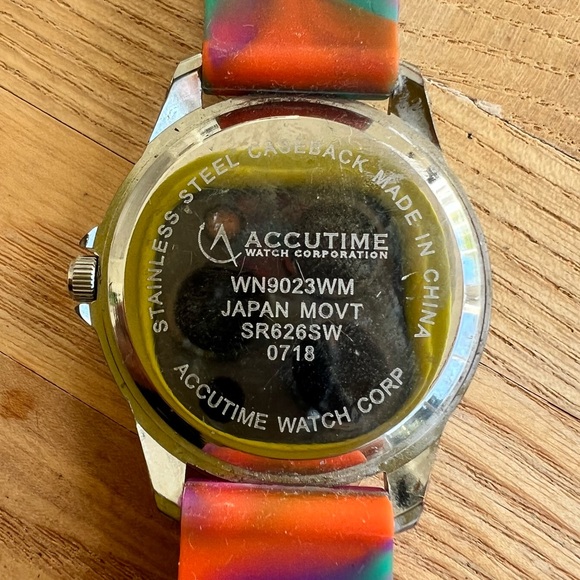 STAINLESS STEEL CASEBACK MADE IN CHINA
ACCUTIME
WATCH CORPORATION
WN9023WM
JAPAN MOVT
SR626SW
0718
ACCUTIME WATCH CORP